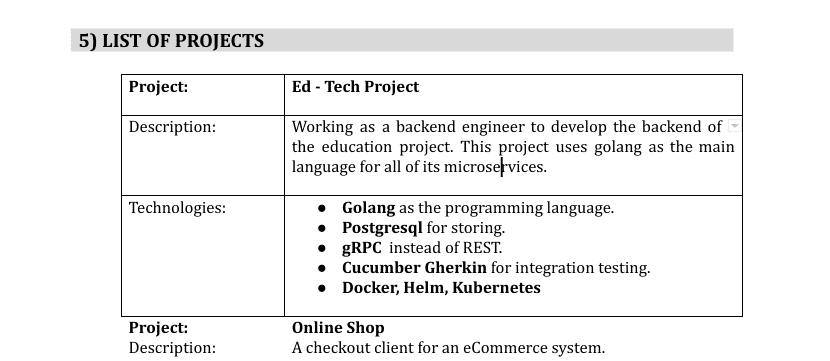 5) LIST OF PROJECTS
Project: Ed - Tech Project
Description: Working as a backend engineer to develop the backend of
the education project. This project uses golang as the main
language for all of its microservices.
Technologies: ● Golang as the programming language.
● Postgresql for storing.
● gRPC instead of REST.
● Cucumber Gherkin for integration testing.
● Docker, Helm, Kubernetes
Project: Online Shop
Description: A checkout client for an eCommerce system.